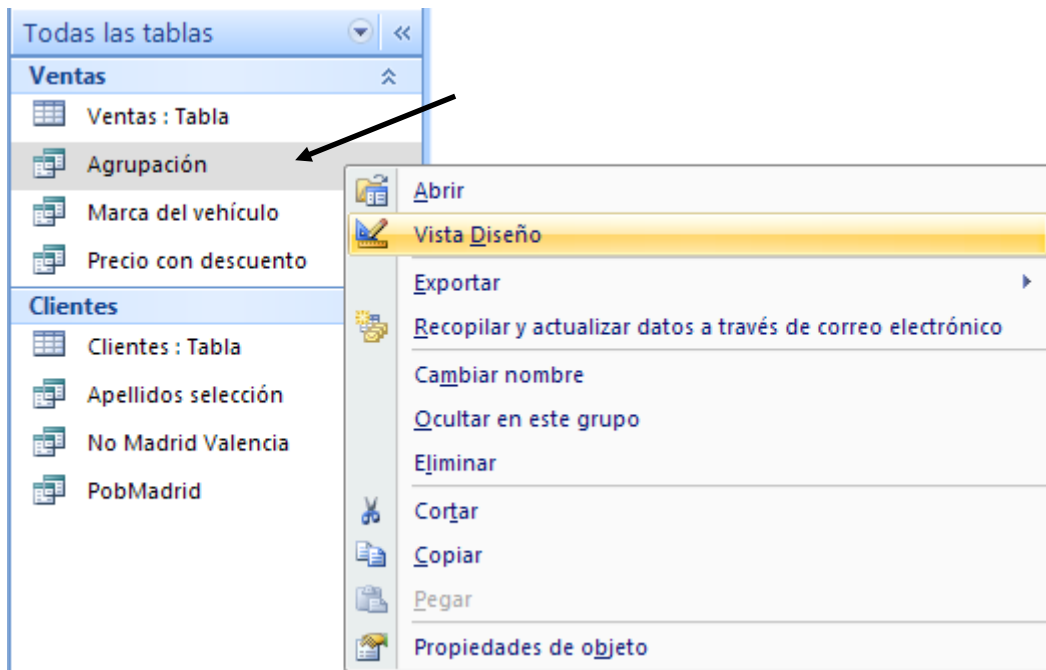 Todas las tablas
Ventas
Ventas : Tabla
Agrupación
Marca del vehículo
Precio con descuento
Clientes
Clientes : Tabla
Apellidos selección
No Madrid Valencia
PobMadrid
Abrir
Vista Diseño
Exportar
Recopilar y actualizar datos a través de correo electrónico
Cambiar nombre
Ocultar en este grupo
Eliminar
Cortar
Copiar
Pegar
Propiedades de objeto